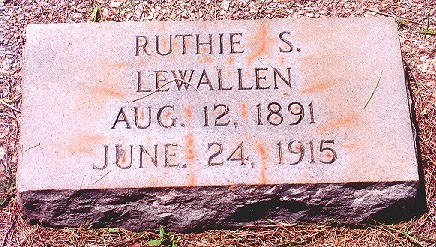 RUTHIE S.
LEWALLEN
AUG. 12, 1891
JUNE. 24, 1915